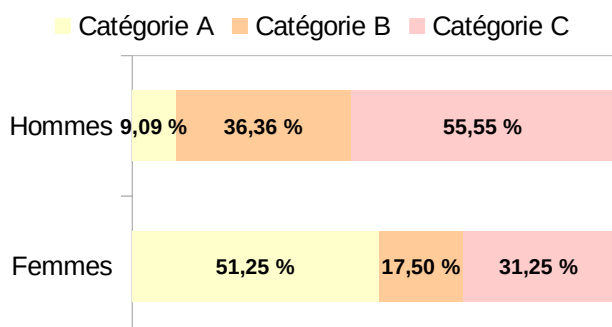 Catégorie A Catégorie B Catégorie C
Hommes 9,09 % 36,36 % 55,55 %
Femmes 51,25 % 17,50 % 31,25 %